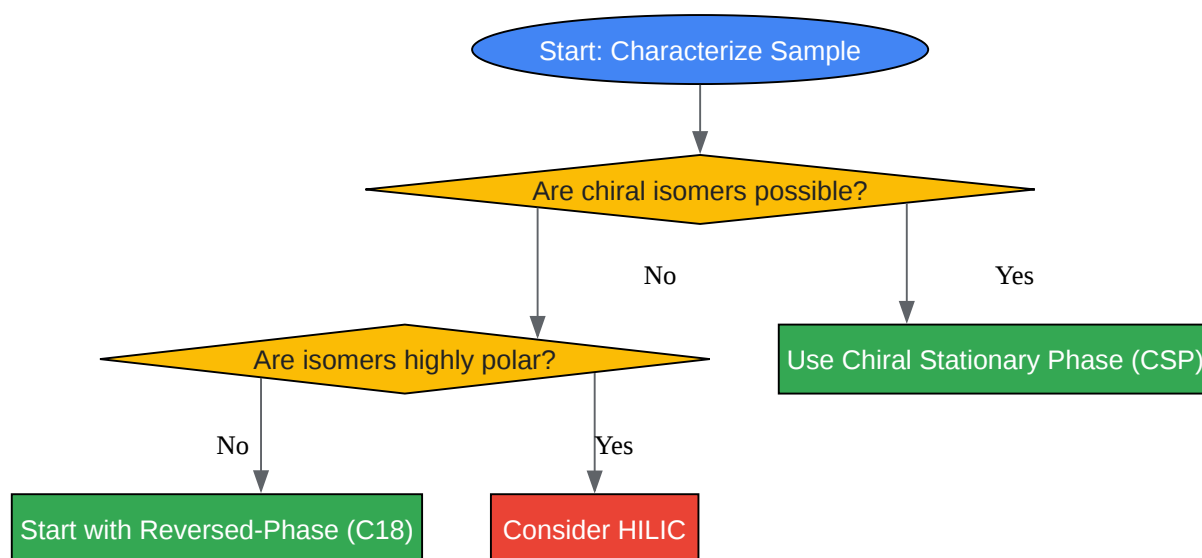 Start: Characterize Sample
Are chiral isomers possible?
No
Yes
Are isomers highly polar?
Use Chiral Stationary Phase (CSP)
No
Yes
Start with Reversed-Phase (C18)
Consider HILIC